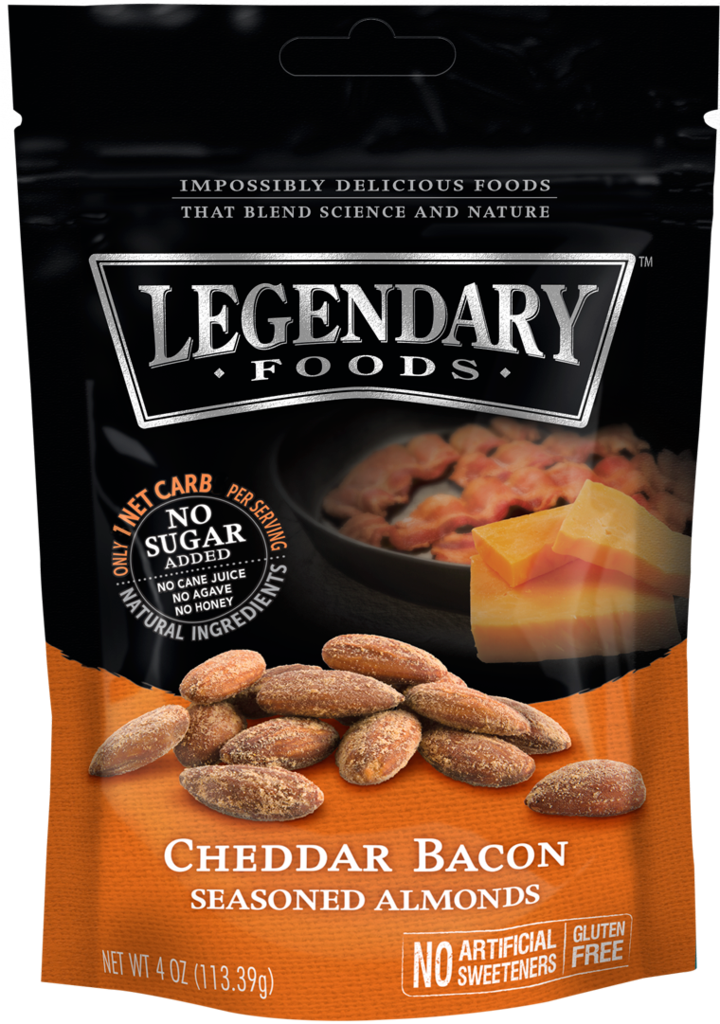 IMPOSSIBLY DELICIOUS FOODS
THAT BLEND SCIENCE AND NATURE
LEGENDARY™
· FOODS ·
ONLY 1 NET CARB PER SERVING
NO
SUGAR
ADDED
NO CANE JUICE
NO AGAVE
NO HONEY
NATURAL INGREDIENTS
CHEDDAR BACON
SEASONED ALMONDS
NET WT 4 OZ (113.39g)
NO ARTIFICIAL SWEETENERS
GLUTEN FREE